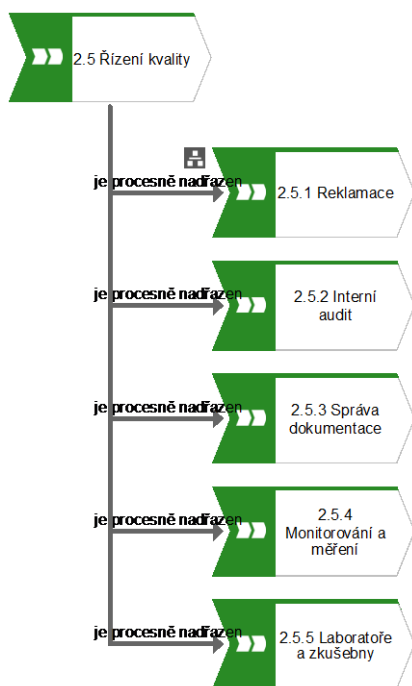 2.5 Řízení kvality
je procesně nadřazen
2.5.1 Reklamace
je procesně nadřazen
2.5.2 Interní
audit
je procesně nadřazen
2.5.3 Správa
dokumentace
je procesně nadřazen
2.5.4
Monitorování a
měření
je procesně nadřazen
2.5.5 Laboratoře
a zkušebny